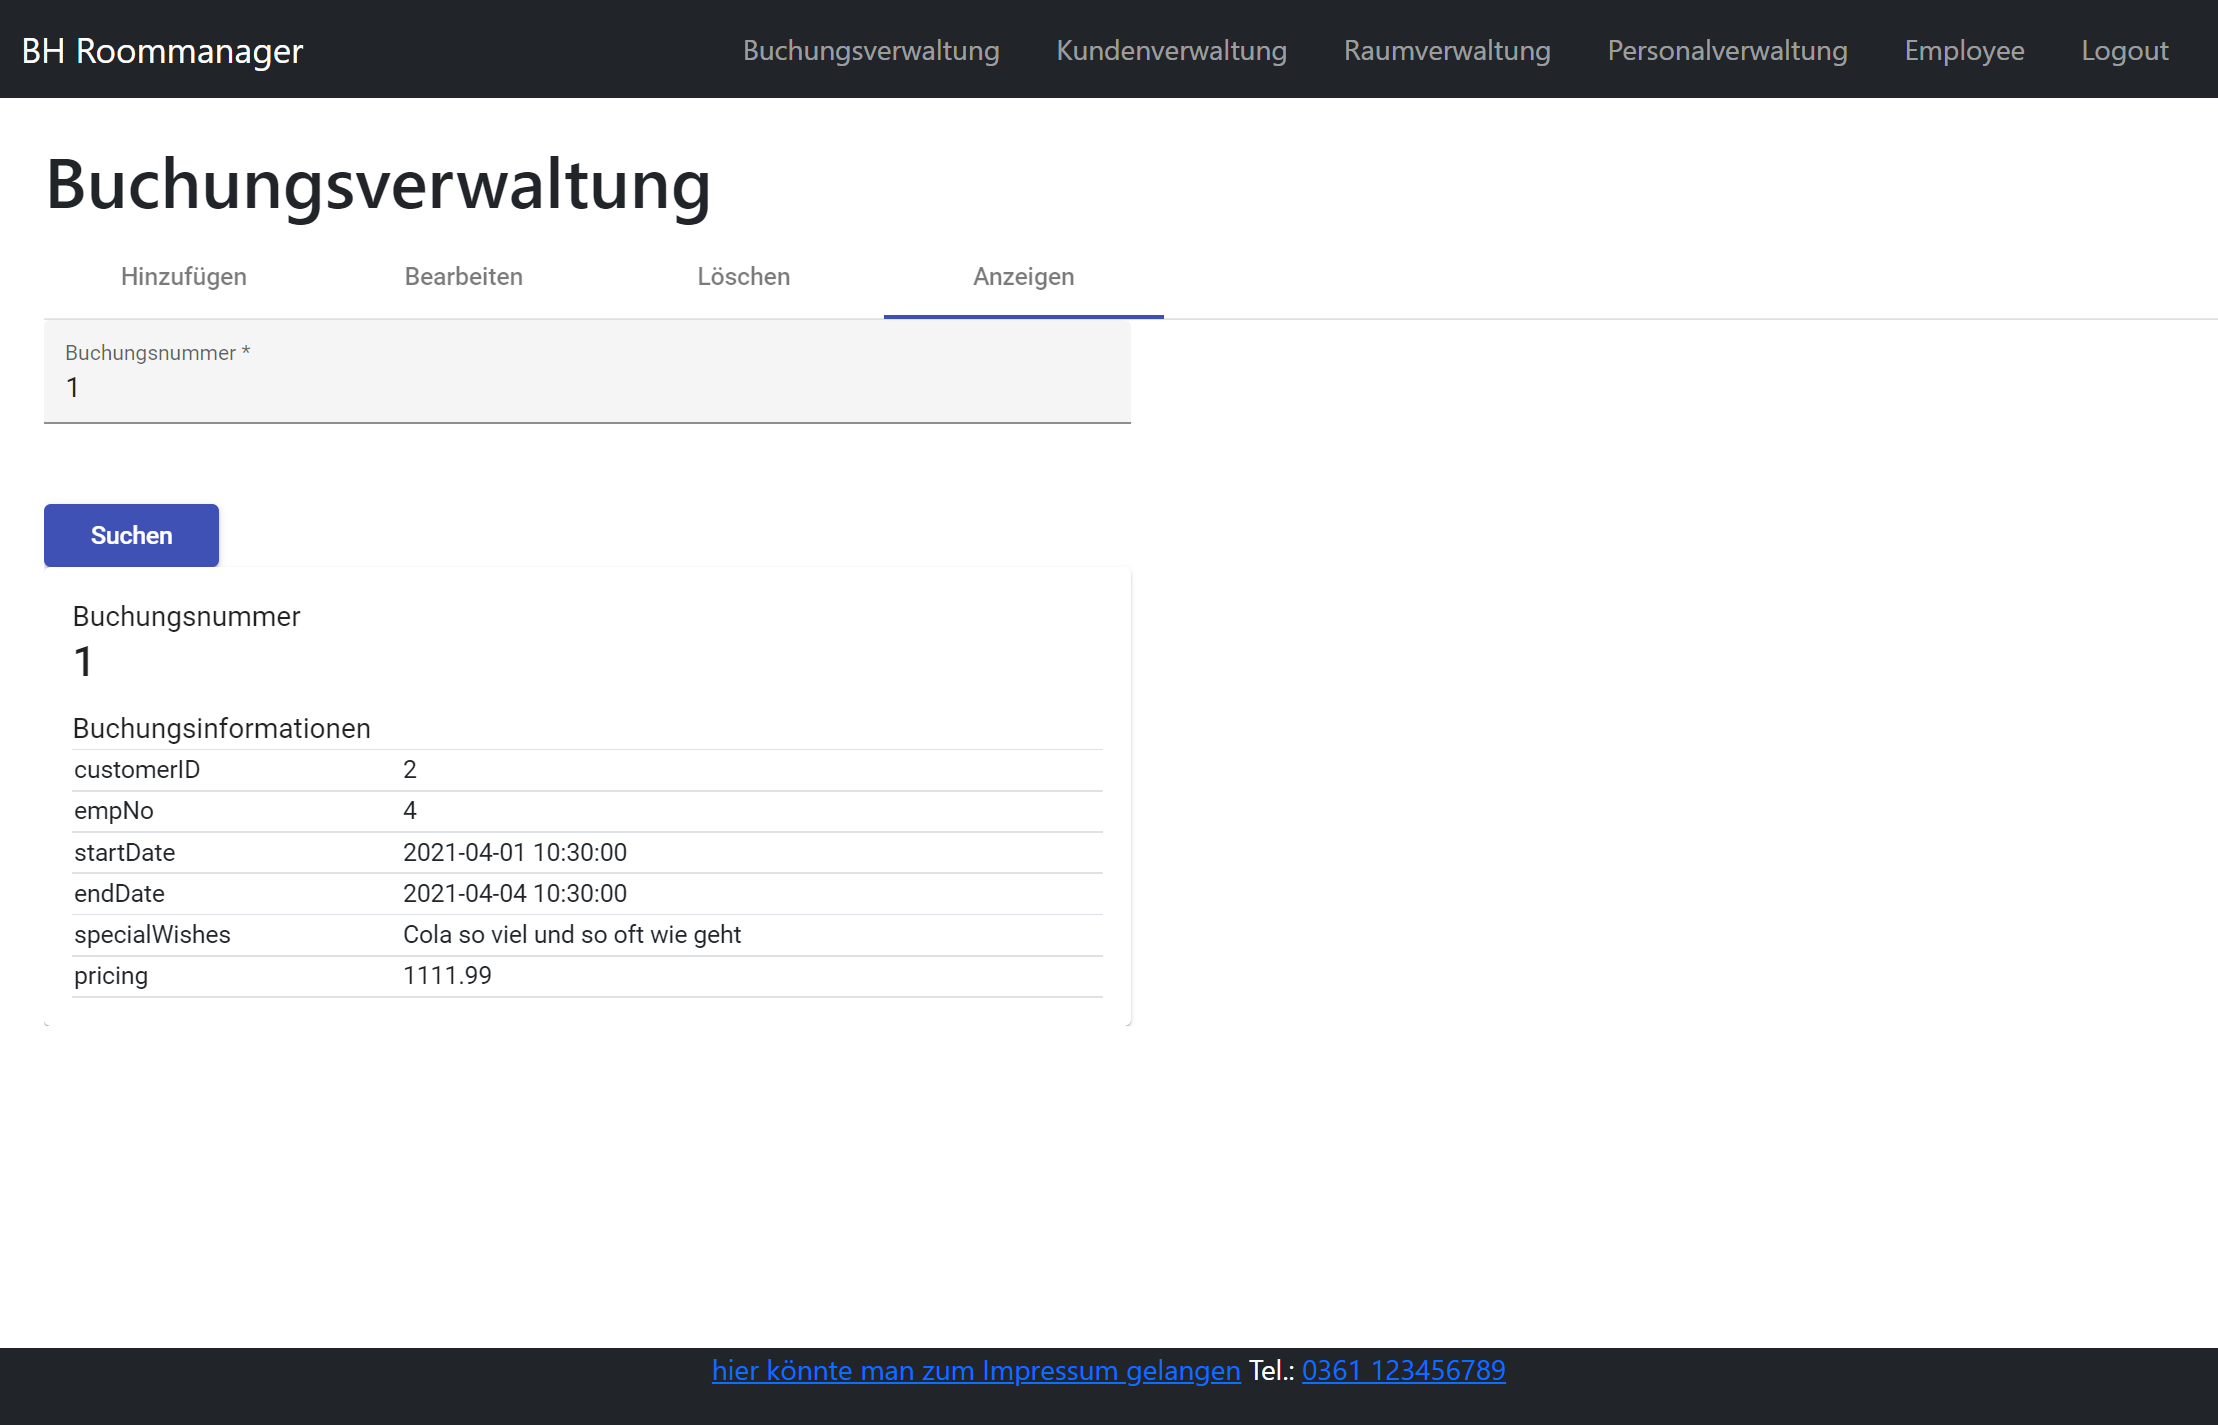 BH Roommanager Buchungsverwaltung Kundenverwaltung Raumverwaltung Personalverwaltung Employee Logout
Buchungsverwaltung
Hinzufügen Bearbeiten Löschen Anzeigen
Buchungsnummer *
1
Suchen
Buchungsnummer
1
Buchungsinformationen
customerID 2
empNo 4
startDate 2021-04-01 10:30:00
endDate 2021-04-04 10:30:00
specialWishes Cola so viel und so oft wie geht
pricing 1111.99
hier könnte man zum Impressum gelangen Tel.: 0361 123456789